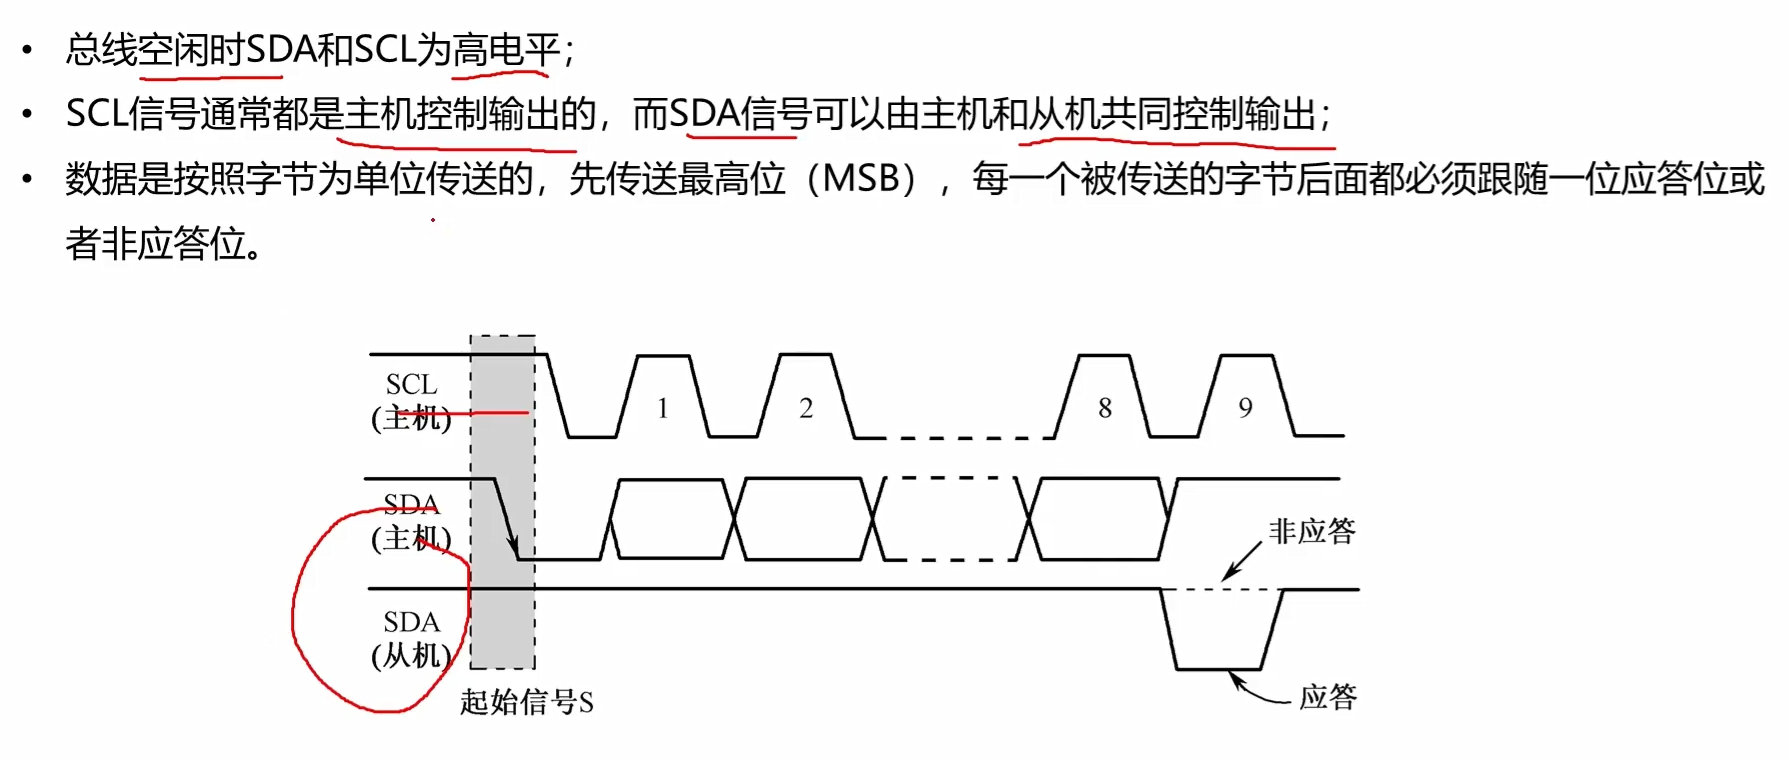 • 总线空闲时SDA和SCL为高电平；
• SCL信号通常都是主机控制输出的，而SDA信号可以由主机和从机共同控制输出；
• 数据是按照字节为单位传送的，先传送最高位（MSB），每一个被传送的字节后面都必须跟随一位应答位或
者非应答位。
SCL
(主机)
1
2
8
9
SDA
(主机)
非应答
SDA
(从机)
起始信号S
应答